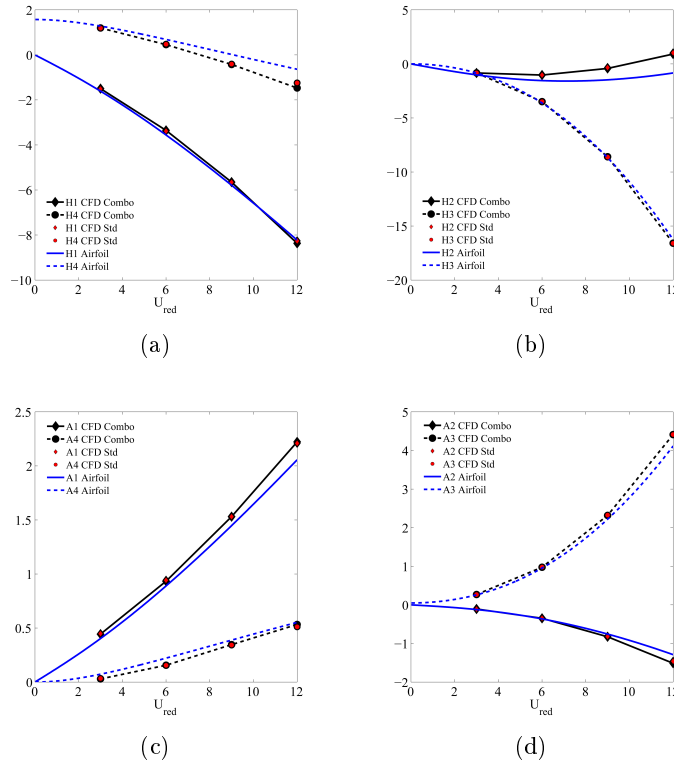 2
0
−2
−4
−6
−8
−10
H1 CFD Combo
H4 CFD Combo
H1 CFD Std
H4 CFD Std
H1 Airfoil
H4 Airfoil
0 2 4 6 8 10 12
U_red
(a)
5
0
−5
−10
−15
−20
H2 CFD Combo
H3 CFD Combo
H2 CFD Std
H3 CFD Std
H2 Airfoil
H3 Airfoil
0 2 4 6 8 10 12
U_red
(b)
2.5
2
1.5
1
0.5
0
A1 CFD Combo
A4 CFD Combo
A1 CFD Std
A4 CFD Std
A1 Airfoil
A4 Airfoil
0 2 4 6 8 10 12
U_red
(c)
5
4
3
2
1
0
−1
−2
A2 CFD Combo
A3 CFD Combo
A2 CFD Std
A3 CFD Std
A2 Airfoil
A3 Airfoil
0 2 4 6 8 10 12
U_red
(d)